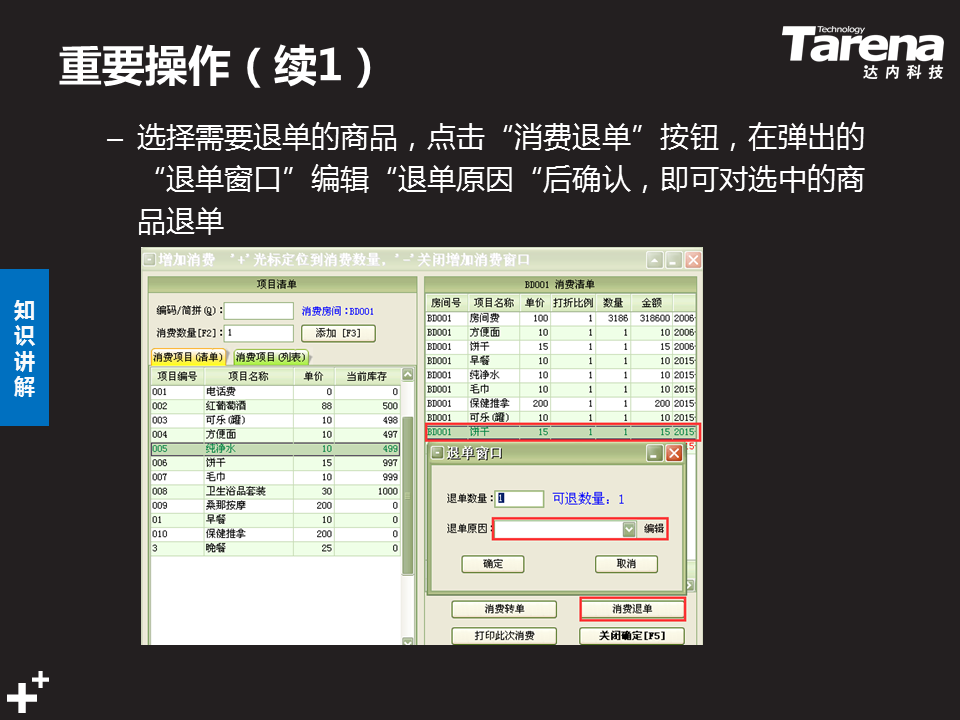 重要操作（续1）
Technology
Tarena
达内科技
– 选择需要退单的商品，点击“消费退单”按钮，在弹出的
“退单窗口”编辑“退单原因“后确认，即可对选中的商
品退单
知识讲解
增加消费 '+'光标定位到消费数量，'-'关闭增加消费窗口
项目清单
编码/简拼(Q)： 消费房间：BD001
消费数量[F2]： 1 添加 [F3]
消费项目(清单) 消费项目(列表)
项目编号 项目名称 单价 当前库存
001 电话费 0 0
002 红葡萄酒 88 500
003 可乐(罐) 10 498
004 方便面 10 497
005 纯净水 10 499
006 饼干 15 997
007 毛巾 10 999
008 卫生浴品套装 30 1000
009 桑那按摩 200 0
01 早餐 10 0
010 保健推拿 200 0
3 晚餐 25 0
BD001 消费清单
房间号 项目名称 单价 打折比例 数量 金额
BD001 房间费 100 1 3186 318600 2006-
BD001 方便面 10 1 1 10 2006-
BD001 饼干 15 1 1 15 2006-
BD001 早餐 10 1 1 10 2015-
BD001 纯净水 10 1 1 10 2015-
BD001 毛巾 10 1 1 10 2015-
BD001 保健推拿 200 1 1 200 2015-
BD001 可乐(罐) 10 1 1 10 2015-
BD001 饼干 15 1 1 15 2015-
退单窗口
退单数量： 1 可退数量：1
退单原因： 编辑
确定 取消
消费转单 消费退单
打印此次消费 关闭确定[F5]